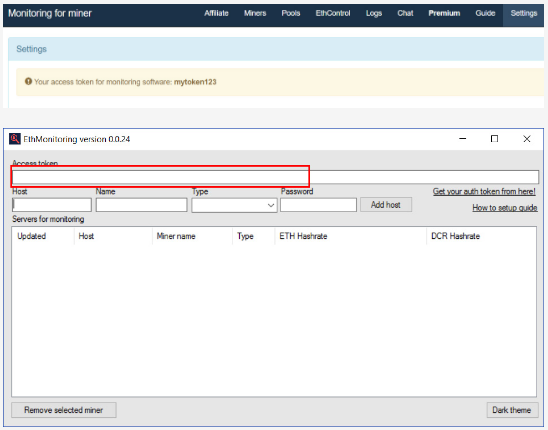 Monitoring for miner Affiliate Miners Pools EthControl Logs Chat Premium Guide Settings
Settings
Your access token for monitoring software: mytoken123
EthMonitoring version 0.0.24
Access token
Host Name Type Password Get your auth token from here!
Add host How to setup guide
Servers for monitoring
Updated Host Miner name Type ETH Hashrate DCR Hashrate
Remove selected miner Dark theme